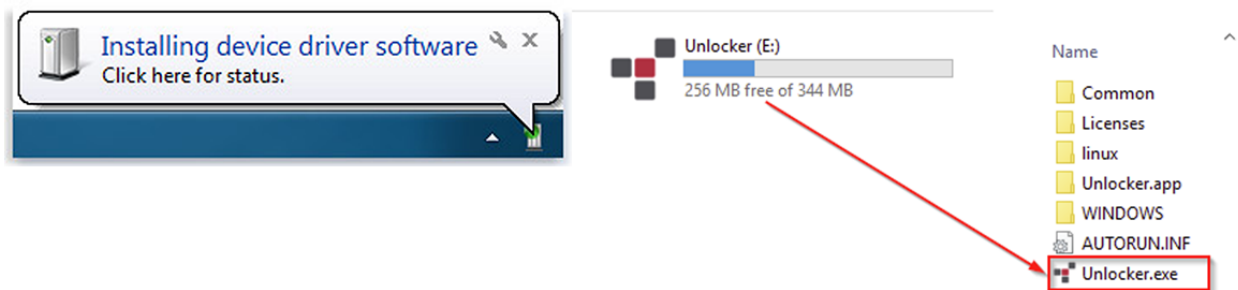 Installing device driver software
Click here for status.
Unlocker (E:)
256 MB free of 344 MB
Name
Common
Licenses
linux
Unlocker.app
WINDOWS
AUTORUN.INF
Unlocker.exe